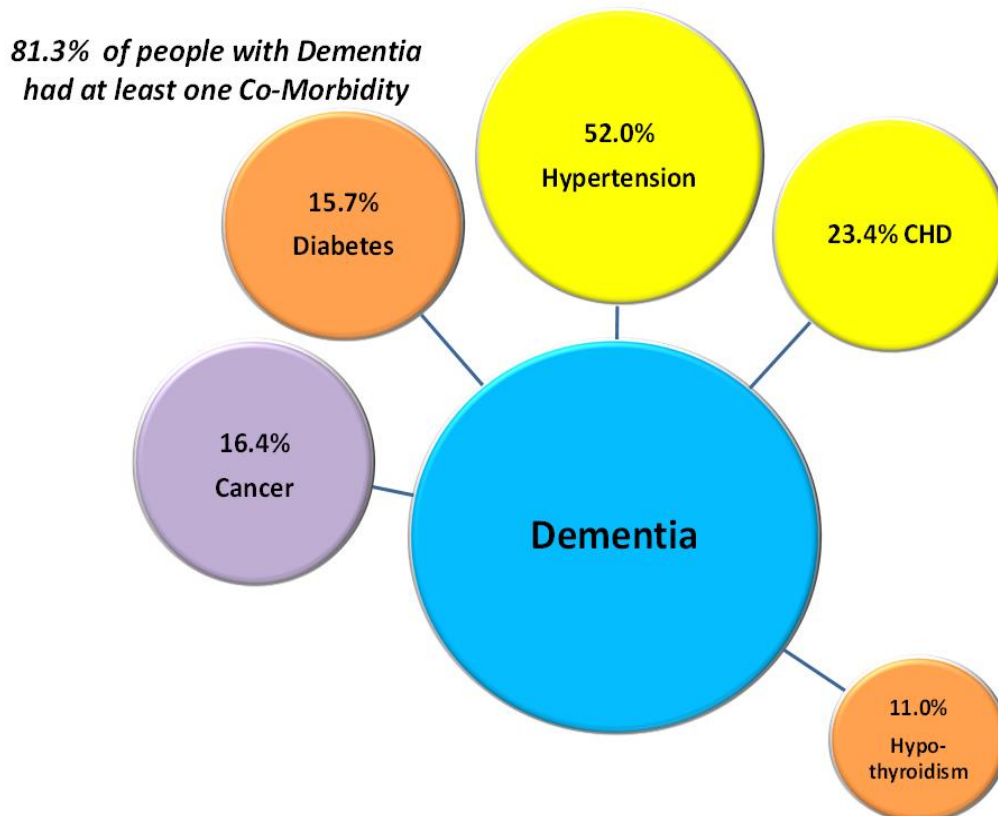 81.3% of people with Dementia
had at least one Co-Morbidity
52.0%
Hypertension
15.7%
Diabetes
23.4% CHD
16.4%
Cancer
Dementia
11.0%
Hypo-
thyroidism